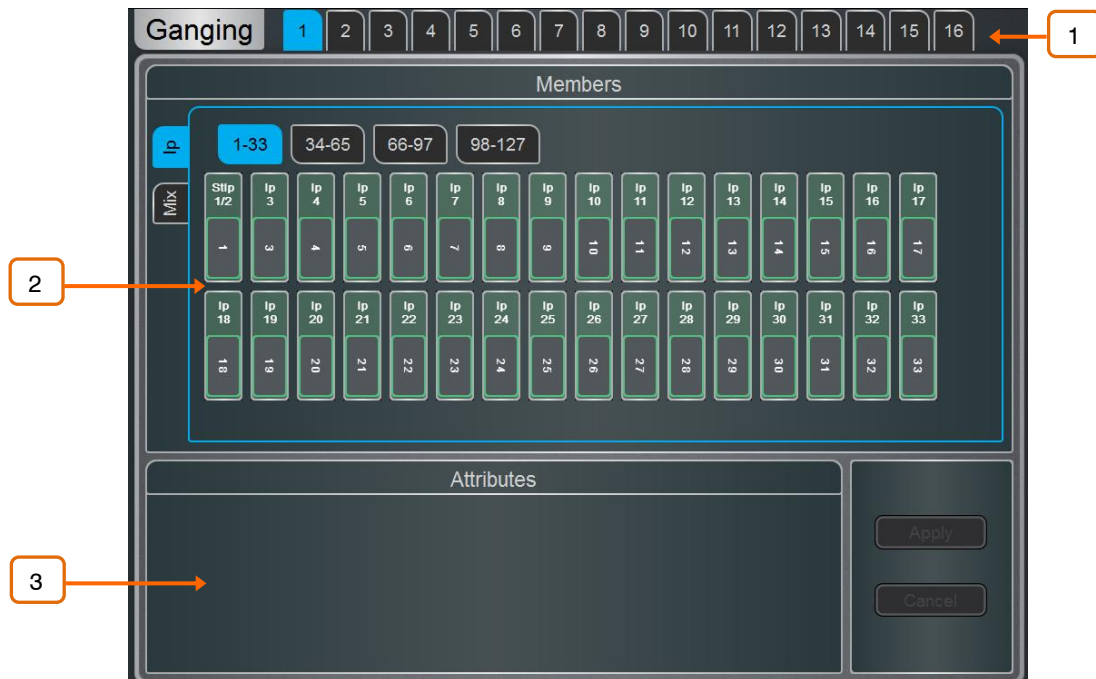 Ganging 1 2 3 4 5 6 7 8 9 10 11 12 13 14 15 16
1
Members
Ip
Mix
1-33 34-65 66-97 98-127
StIp 1/2 Ip 3 Ip 4 Ip 5 Ip 6 Ip 7 Ip 8 Ip 9 Ip 10 Ip 11 Ip 12 Ip 13 Ip 14 Ip 15 Ip 16 Ip 17
1 3 4 5 6 7 8 9 10 11 12 13 14 15 16 17
2
Ip 18 Ip 19 Ip 20 Ip 21 Ip 22 Ip 23 Ip 24 Ip 25 Ip 26 Ip 27 Ip 28 Ip 29 Ip 30 Ip 31 Ip 32 Ip 33
18 19 20 21 22 23 24 25 26 27 28 29 30 31 32 33
Attributes
3
Apply
Cancel